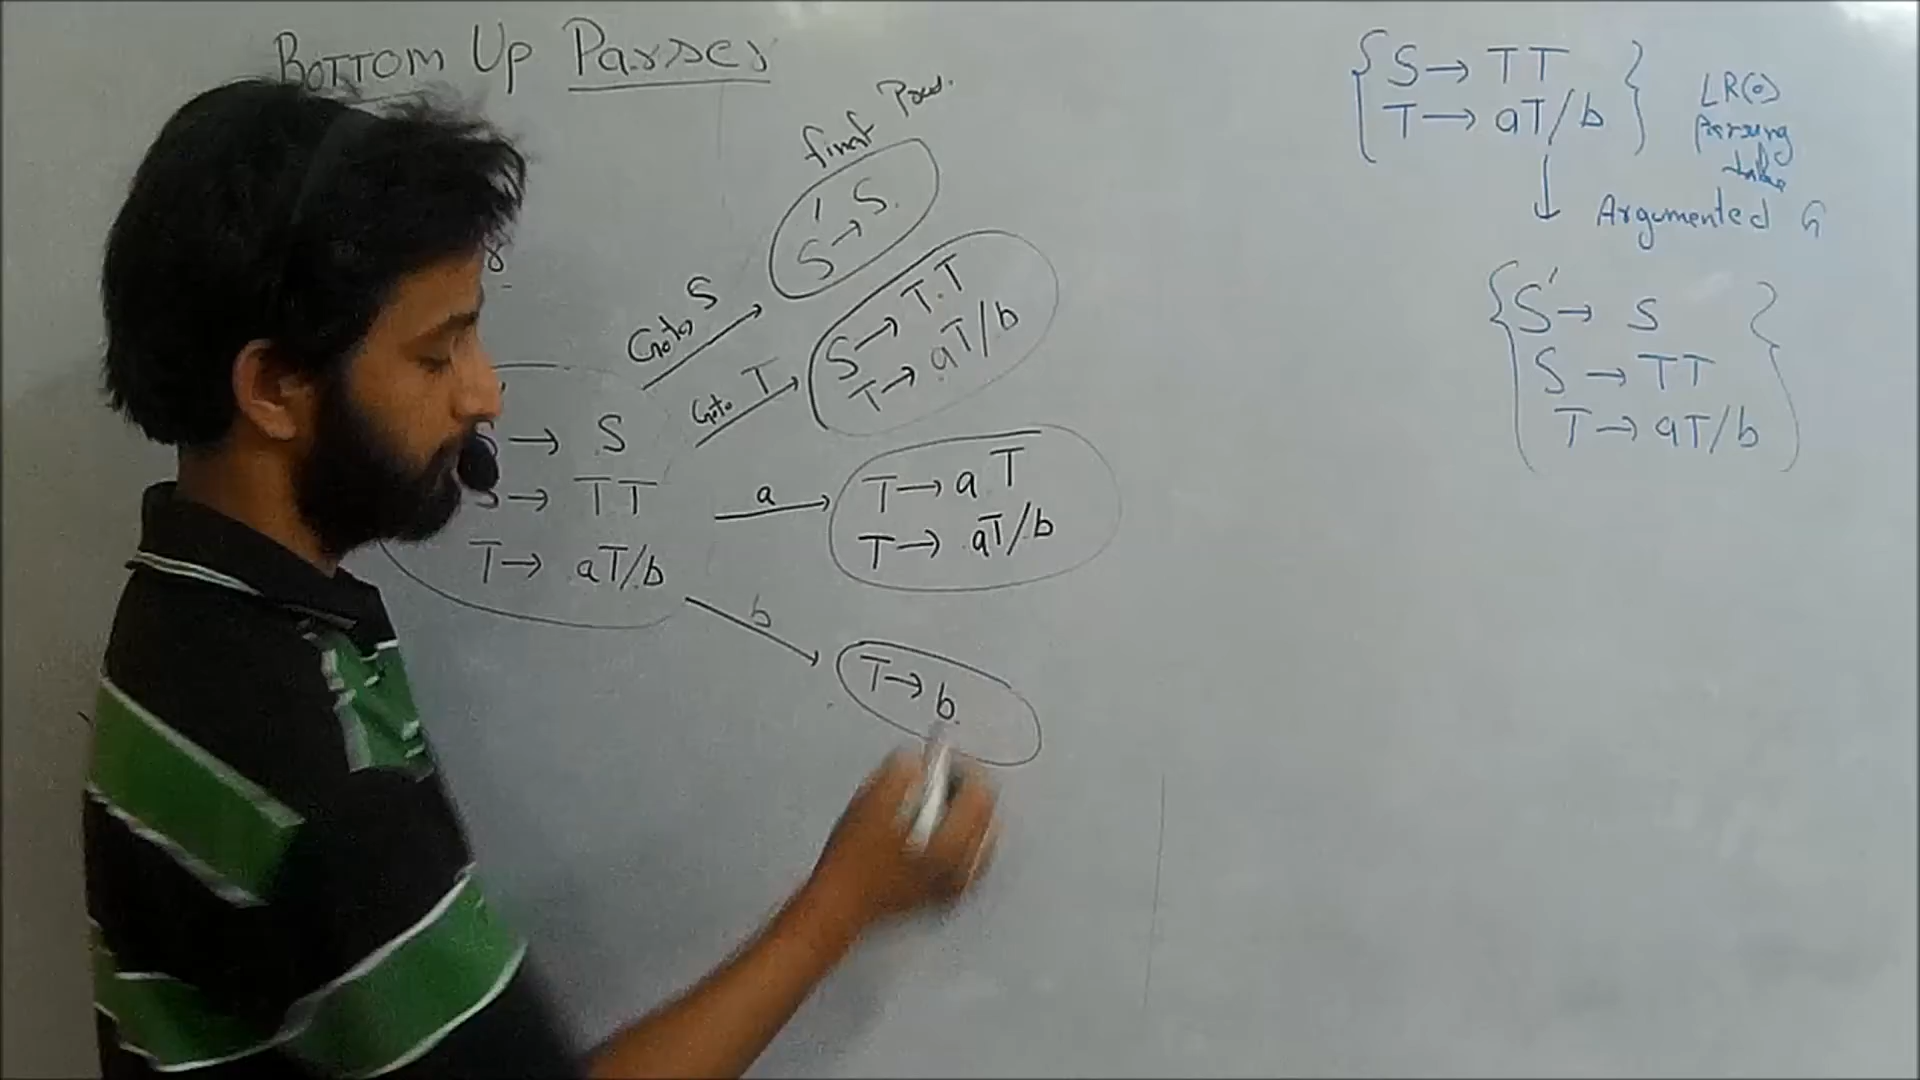 BOTTOM UP Parser
final Prod.
S' → S.
Goto S
S → T.T
T → .aT/.b
Goto T
S → .S
S → .TT
T → .aT/.b
a
T → a.T
T → .aT/.b
b
T → b.
S → TT
T → aT/b
LR(0)
Parsing
table
Argumented G
S' → S
S → TT
T → aT/b